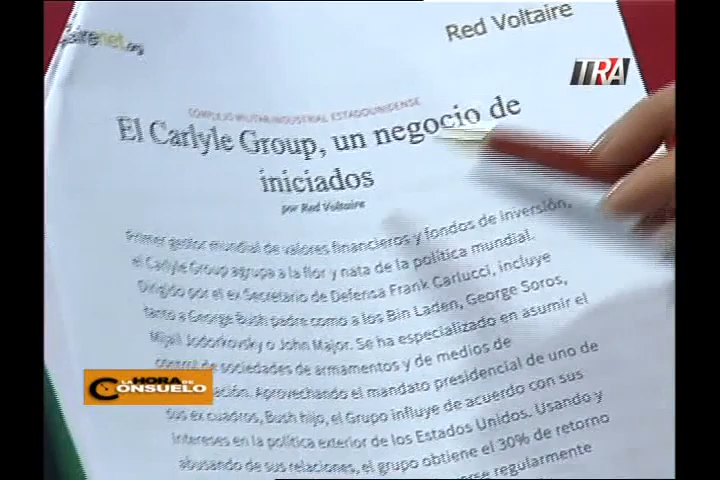 Red Voltaire
airenet.org
TRA
COMPLEJO MILITAR-INDUSTRIAL ESTADOUNIDENSE
El Carlyle Group, un negocio de
iniciados
por Red Voltaire
Primer gestor mundial de valores financieros y fondos de inversión,
el Carlyle Group agrupa a la flor y nata de la política mundial.
Dirigido por el ex Secretario de Defensa Frank Carlucci, incluye
tanto a George Bush padre como a los Bin Laden, George Soros,
Mijail Jodorkovsky o John Major. Se ha especializado en asumir el
control de sociedades de armamentos y de medios de
ación. Aprovechando el mandato presidencial de uno de
sus ex cuadros, Bush hijo, el Grupo influye de acuerdo con sus
intereses en la política exterior de los Estados Unidos. Usando y
abusando de sus relaciones, el grupo obtiene el 30% de retorno
erse regularmente
LA HORA DE
CONSUELO